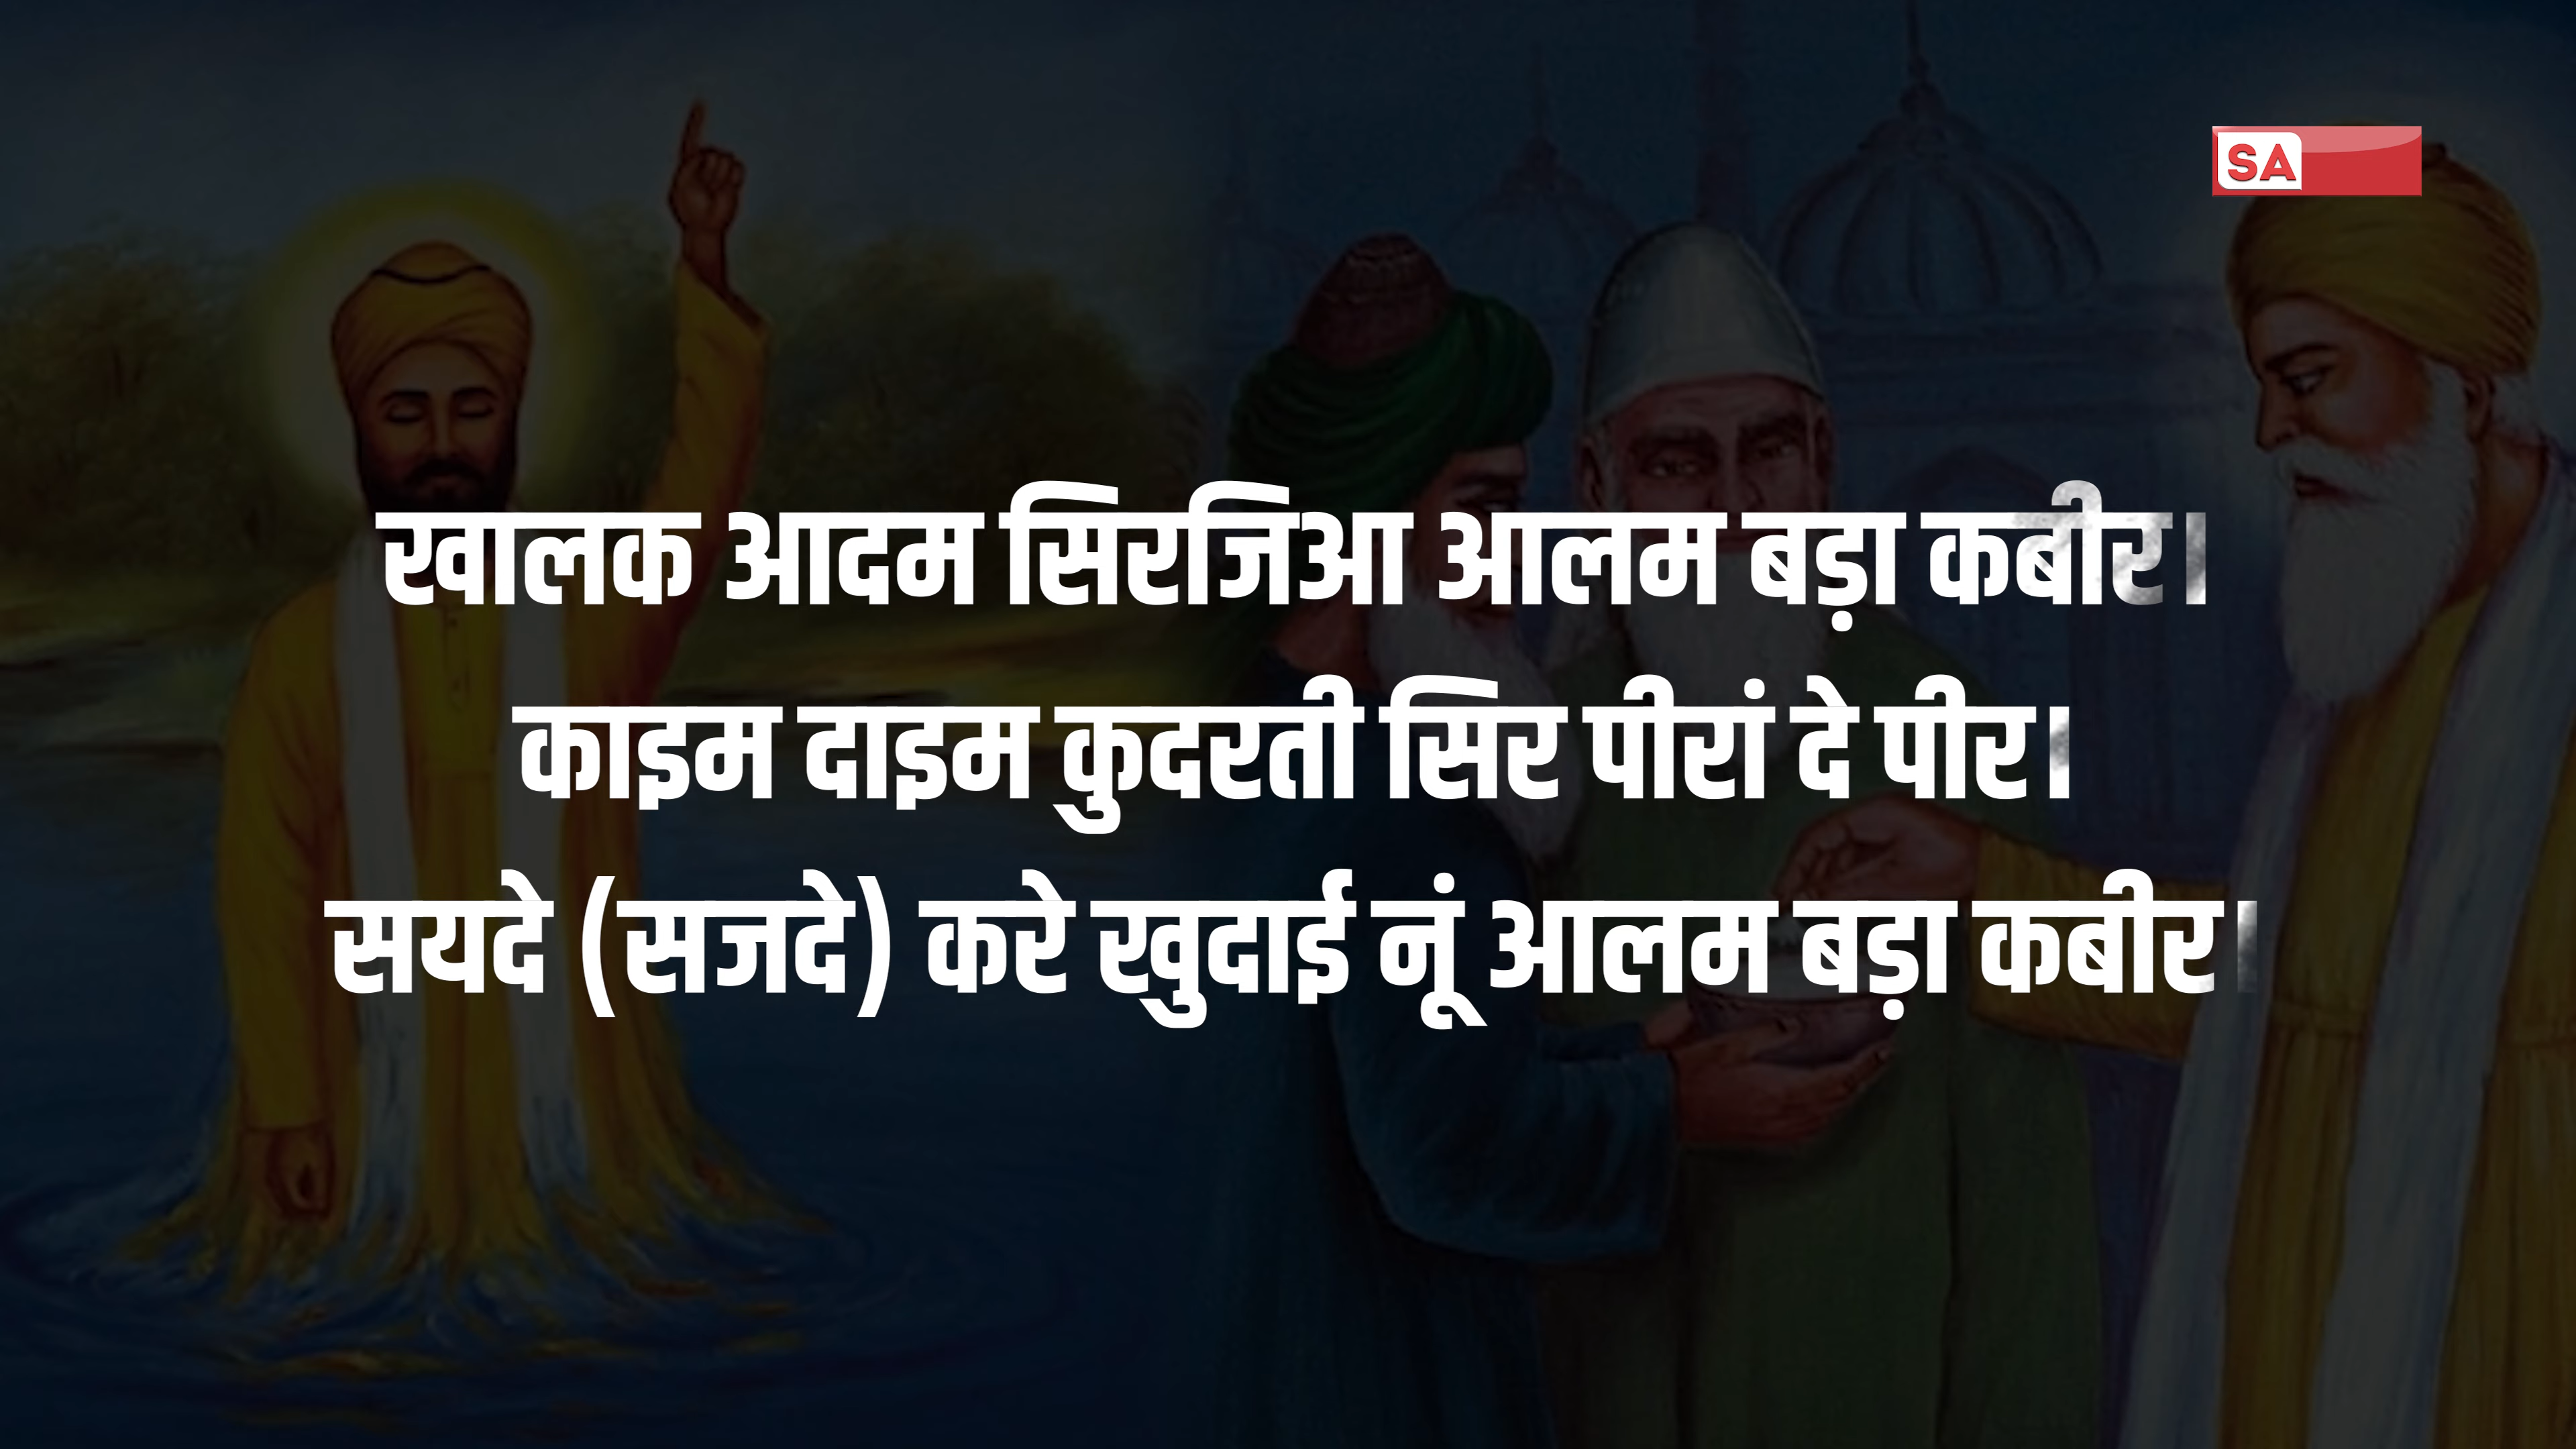 SA
खालक आदम सिरजिआ आलम बड़ा कबीर।
काइम दाइम कुदरती सिर पीरां दे पीर।
सयदे (सजदे) करे खुदाई नूं आलम बड़ा कबीर।